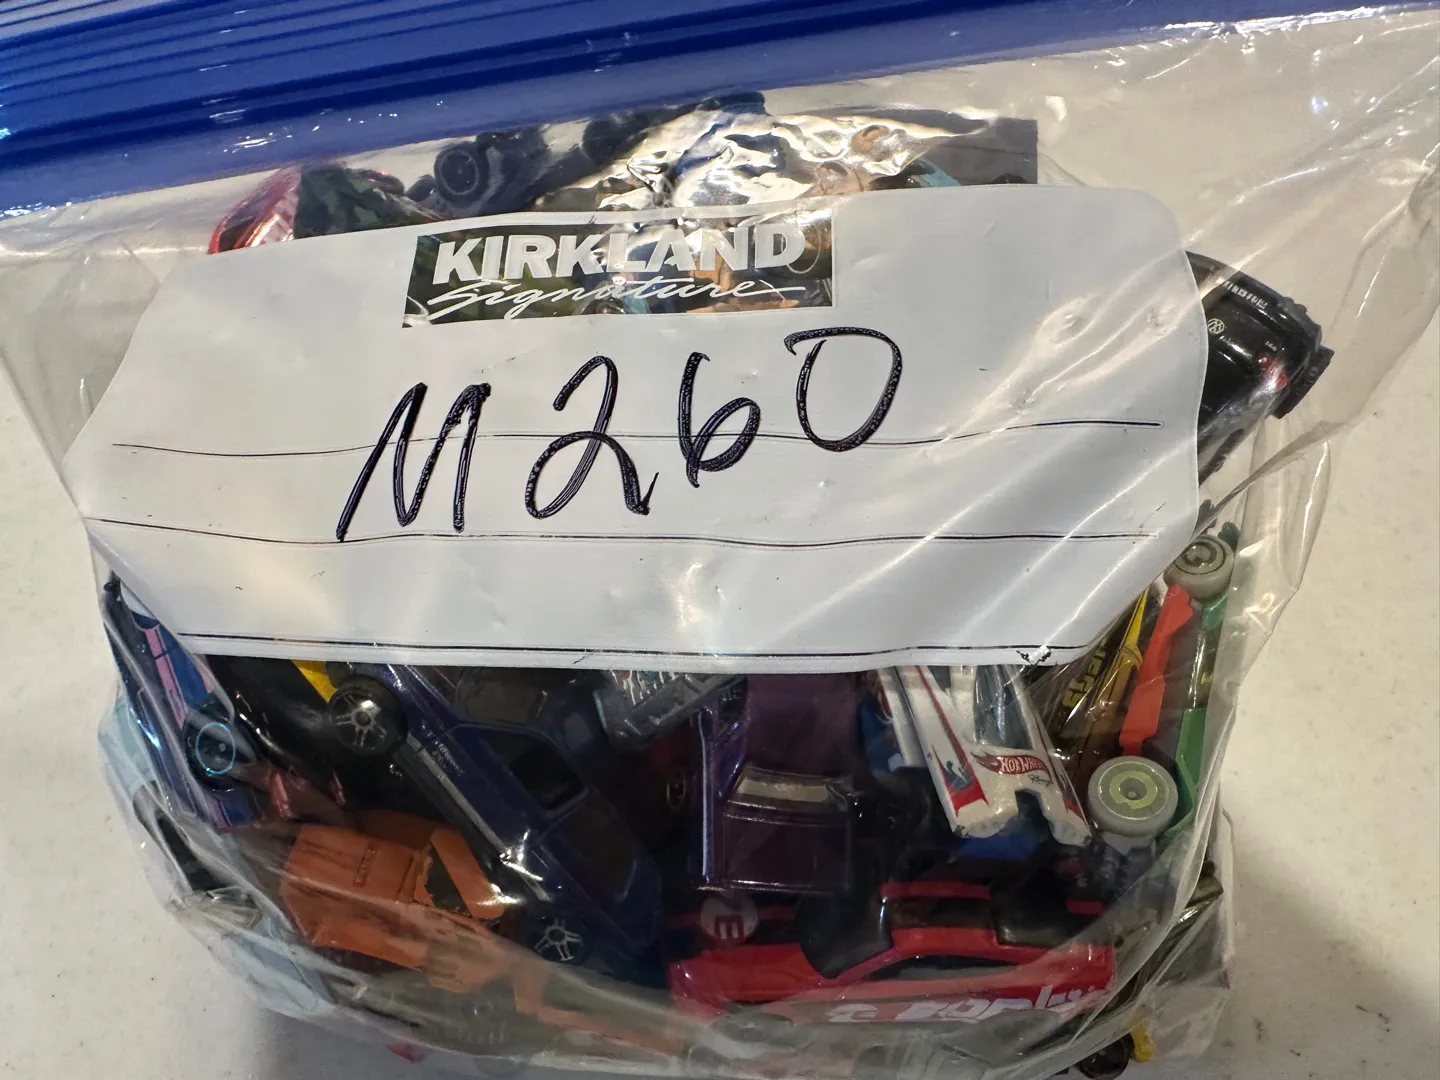 KIRKLAND
Signature
M260
HOT WHEELS